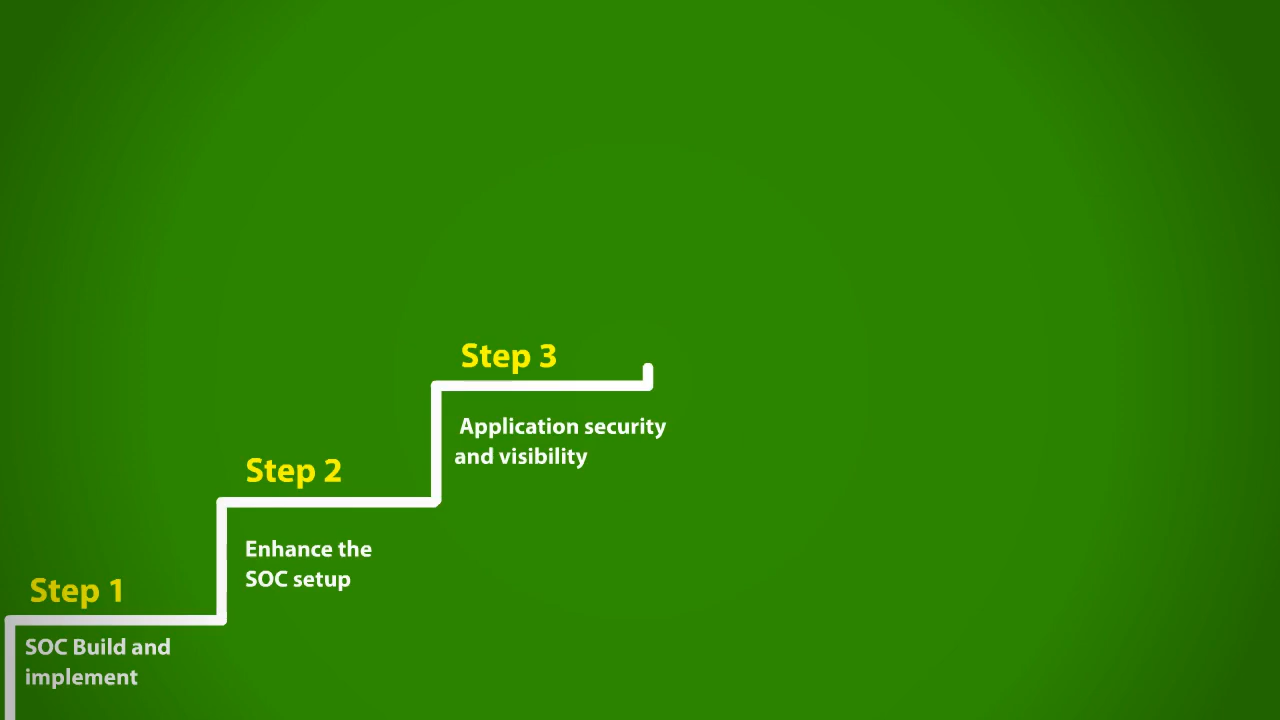 Step 3
Application security
and visibility
Step 2
Enhance the
SOC setup
Step 1
SOC Build and
implement